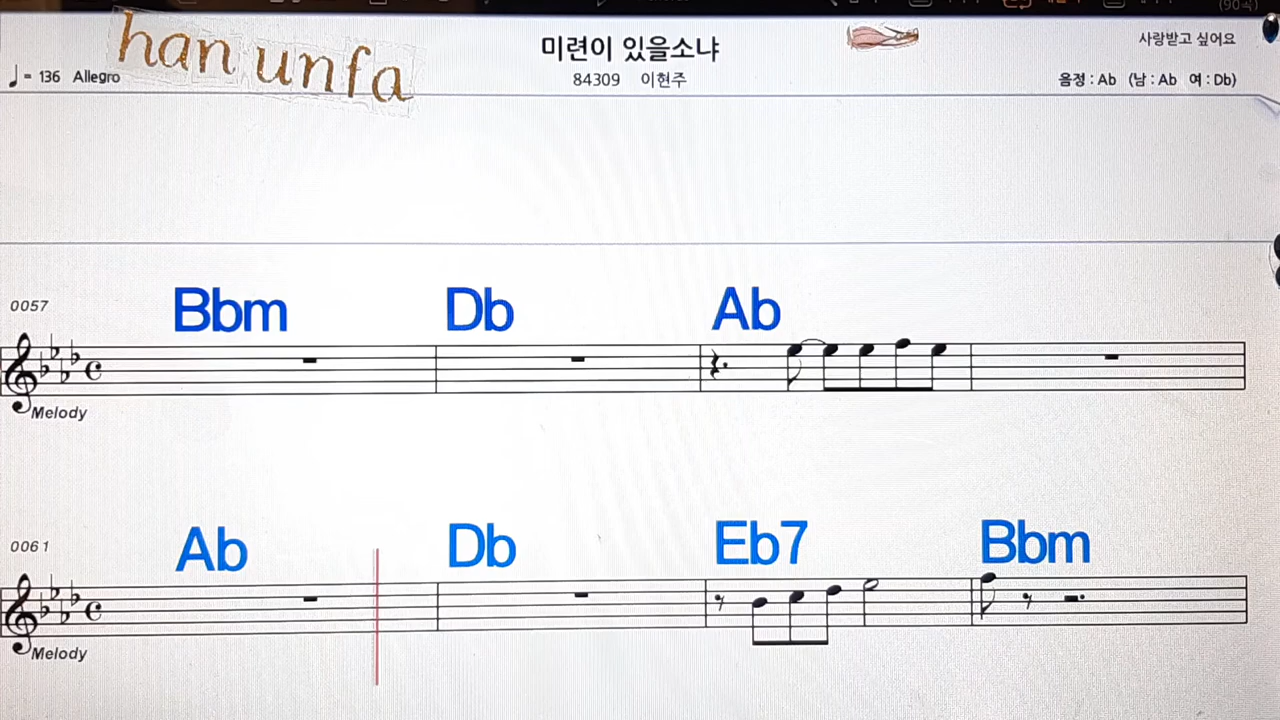 (90
han unfa
미련이 있을소냐
사랑받고 싶어요
♩= 136 Allegro
84309 이현주
음정 : Ab (남 : Ab 여 : Db)
Bbm Db Ab
0057
Melody
Ab Db Eb7 Bbm
0061
Melody